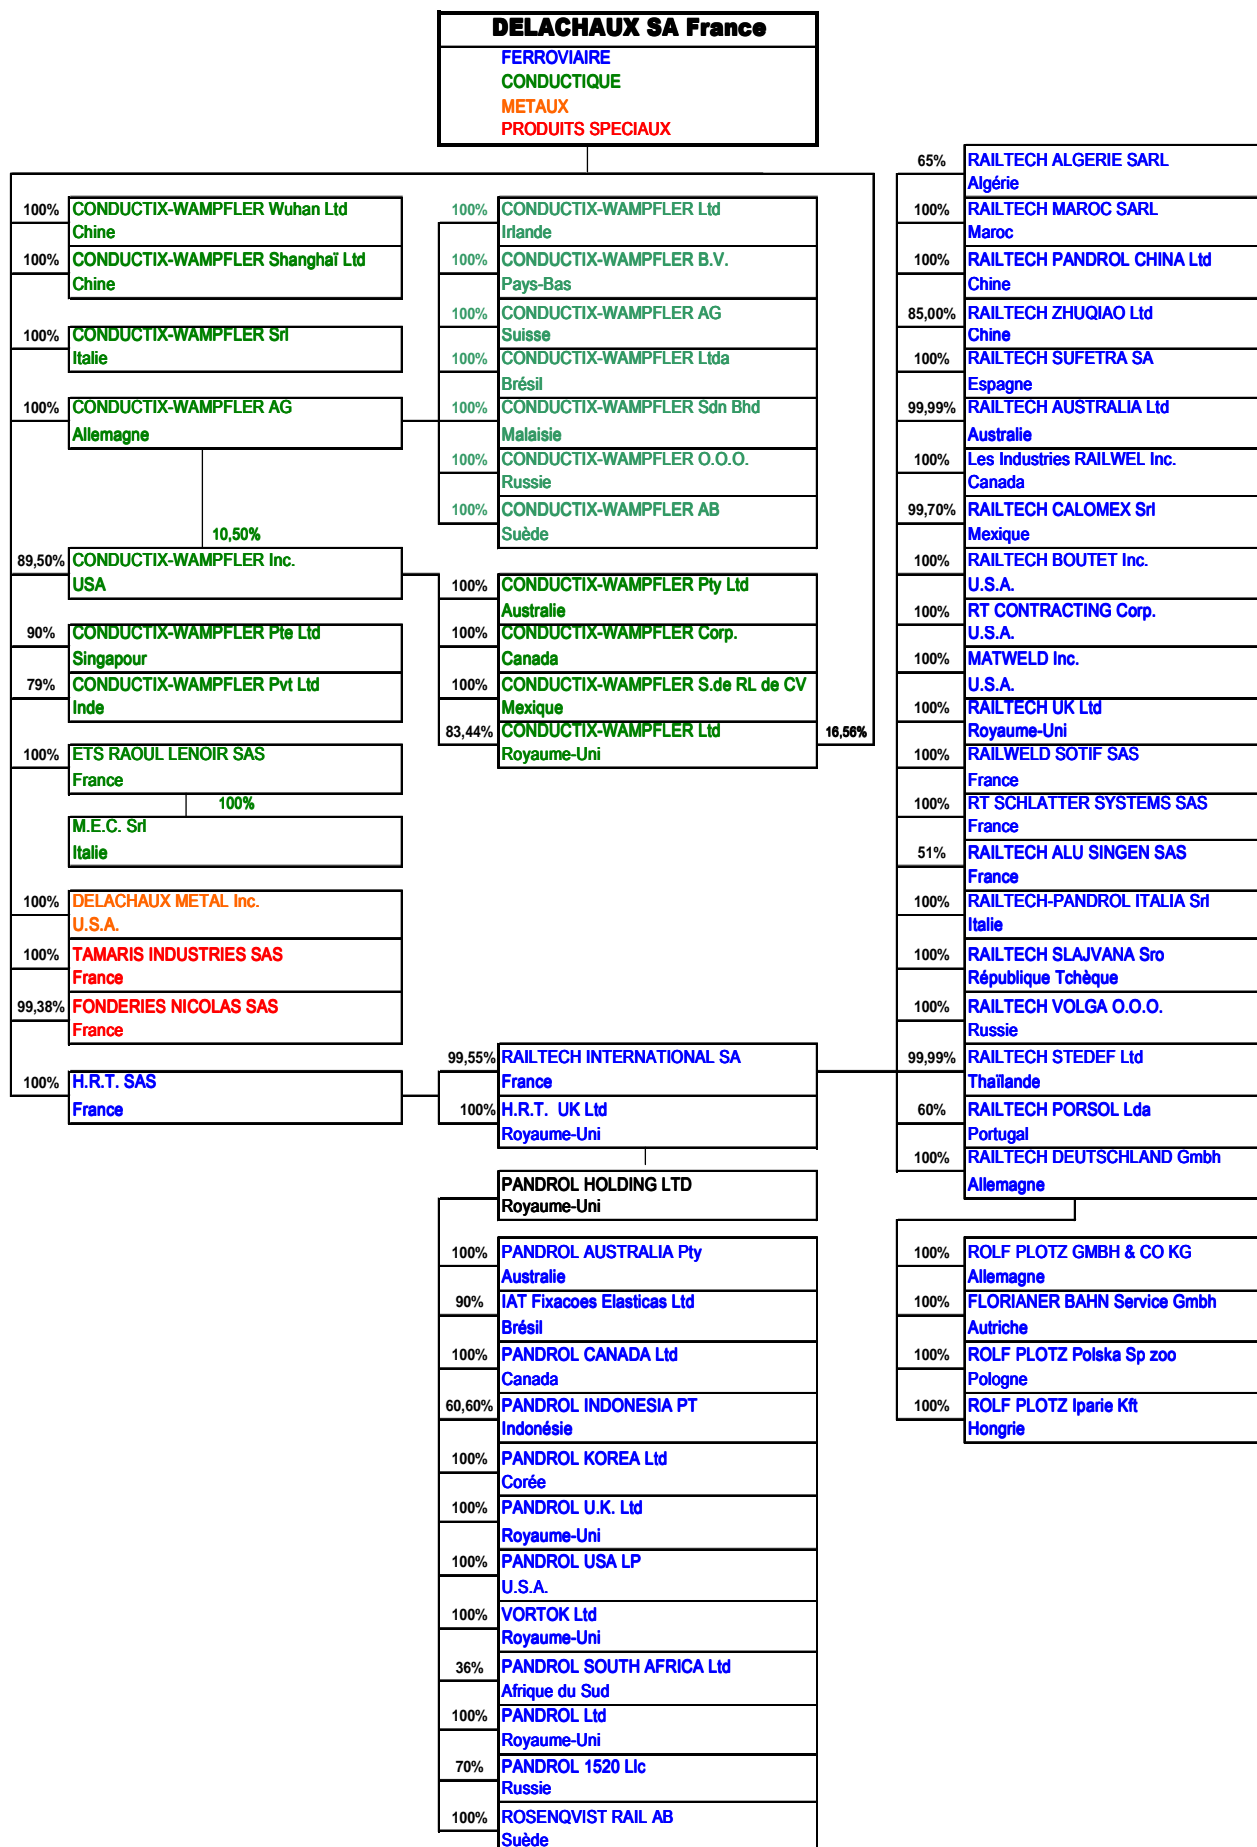 DELACHAUX SA France
FERROVIAIRE
CONDUCTIQUE
METAUX
PRODUITS SPECIAUX
100% CONDUCTIX-WAMPFLER Wuhan Ltd
Chine
100% CONDUCTIX-WAMPFLER Shanghaï Ltd
Chine
100% CONDUCTIX-WAMPFLER Srl
Italie
100% CONDUCTIX-WAMPFLER AG
Allemagne
10,50%
89,50% CONDUCTIX-WAMPFLER Inc.
USA
90% CONDUCTIX-WAMPFLER Pte Ltd
Singapour
79% CONDUCTIX-WAMPFLER Pvt Ltd
Inde
100% ETS RAOUL LENOIR SAS
France
100%
M.E.C. Srl
Italie
100% DELACHAUX METAL Inc.
U.S.A.
100% TAMARIS INDUSTRIES SAS
France
99,38% FONDERIES NICOLAS SAS
France
100% H.R.T. SAS
France
100% CONDUCTIX-WAMPFLER Ltd
Irlande
100% CONDUCTIX-WAMPFLER B.V.
Pays-Bas
100% CONDUCTIX-WAMPFLER AG
Suisse
100% CONDUCTIX-WAMPFLER Ltda
Brésil
100% CONDUCTIX-WAMPFLER Sdn Bhd
Malaisie
100% CONDUCTIX-WAMPFLER O.O.O.
Russie
100% CONDUCTIX-WAMPFLER AB
Suède
100% CONDUCTIX-WAMPFLER Pty Ltd
Australie
100% CONDUCTIX-WAMPFLER Corp.
Canada
100% CONDUCTIX-WAMPFLER S.de RL de CV
Mexique
83,44% CONDUCTIX-WAMPFLER Ltd 16,56%
Royaume-Uni
99,55% RAILTECH INTERNATIONAL SA
France
100% H.R.T. UK Ltd
Royaume-Uni
PANDROL HOLDING LTD
Royaume-Uni
100% PANDROL AUSTRALIA Pty
Australie
90% IAT Fixacoes Elasticas Ltd
Brésil
100% PANDROL CANADA Ltd
Canada
60,60% PANDROL INDONESIA PT
Indonésie
100% PANDROL KOREA Ltd
Corée
100% PANDROL U.K. Ltd
Royaume-Uni
100% PANDROL USA LP
U.S.A.
100% VORTOK Ltd
Royaume-Uni
36% PANDROL SOUTH AFRICA Ltd
Afrique du Sud
100% PANDROL Ltd
Royaume-Uni
70% PANDROL 1520 Llc
Russie
100% ROSENQVIST RAIL AB
Suède
65% RAILTECH ALGERIE SARL
Algérie
100% RAILTECH MAROC SARL
Maroc
100% RAILTECH PANDROL CHINA Ltd
Chine
85,00% RAILTECH ZHUQIAO Ltd
Chine
100% RAILTECH SUFETRA SA
Espagne
99,99% RAILTECH AUSTRALIA Ltd
Australie
100% Les Industries RAILWEL Inc.
Canada
99,70% RAILTECH CALOMEX Srl
Mexique
100% RAILTECH BOUTET Inc.
U.S.A.
100% RT CONTRACTING Corp.
U.S.A.
100% MATWELD Inc.
U.S.A.
100% RAILTECH UK Ltd
Royaume-Uni
100% RAILWELD SOTIF SAS
France
100% RT SCHLATTER SYSTEMS SAS
France
51% RAILTECH ALU SINGEN SAS
France
100% RAILTECH-PANDROL ITALIA Srl
Italie
100% RAILTECH SLAJVANA Sro
République Tchèque
100% RAILTECH VOLGA O.O.O.
Russie
99,99% RAILTECH STEDEF Ltd
Thaïlande
60% RAILTECH PORSOL Lda
Portugal
100% RAILTECH DEUTSCHLAND Gmbh
Allemagne
100% ROLF PLOTZ GMBH & CO KG
Allemagne
100% FLORIANER BAHN Service Gmbh
Autriche
100% ROLF PLOTZ Polska Sp zoo
Pologne
100% ROLF PLOTZ Iparie Kft
Hongrie